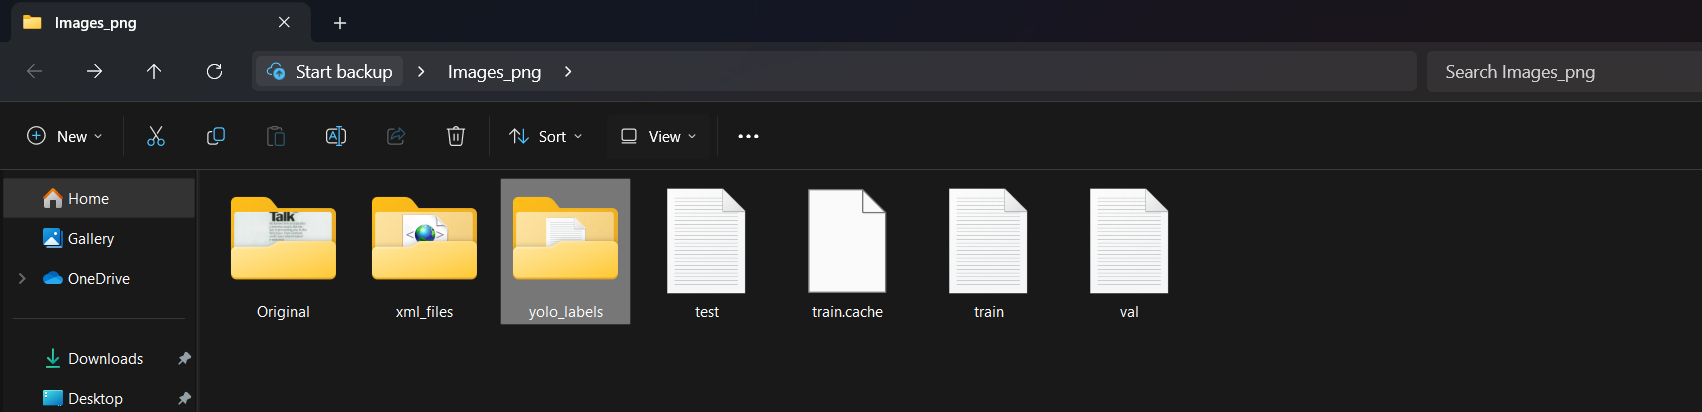 Images_png
Start backup > Images_png >
Search Images_png
New
Sort
View
Home
Gallery
OneDrive
Downloads
Desktop
Talk
Original
xml_files
yolo_labels
test
train.cache
train
val